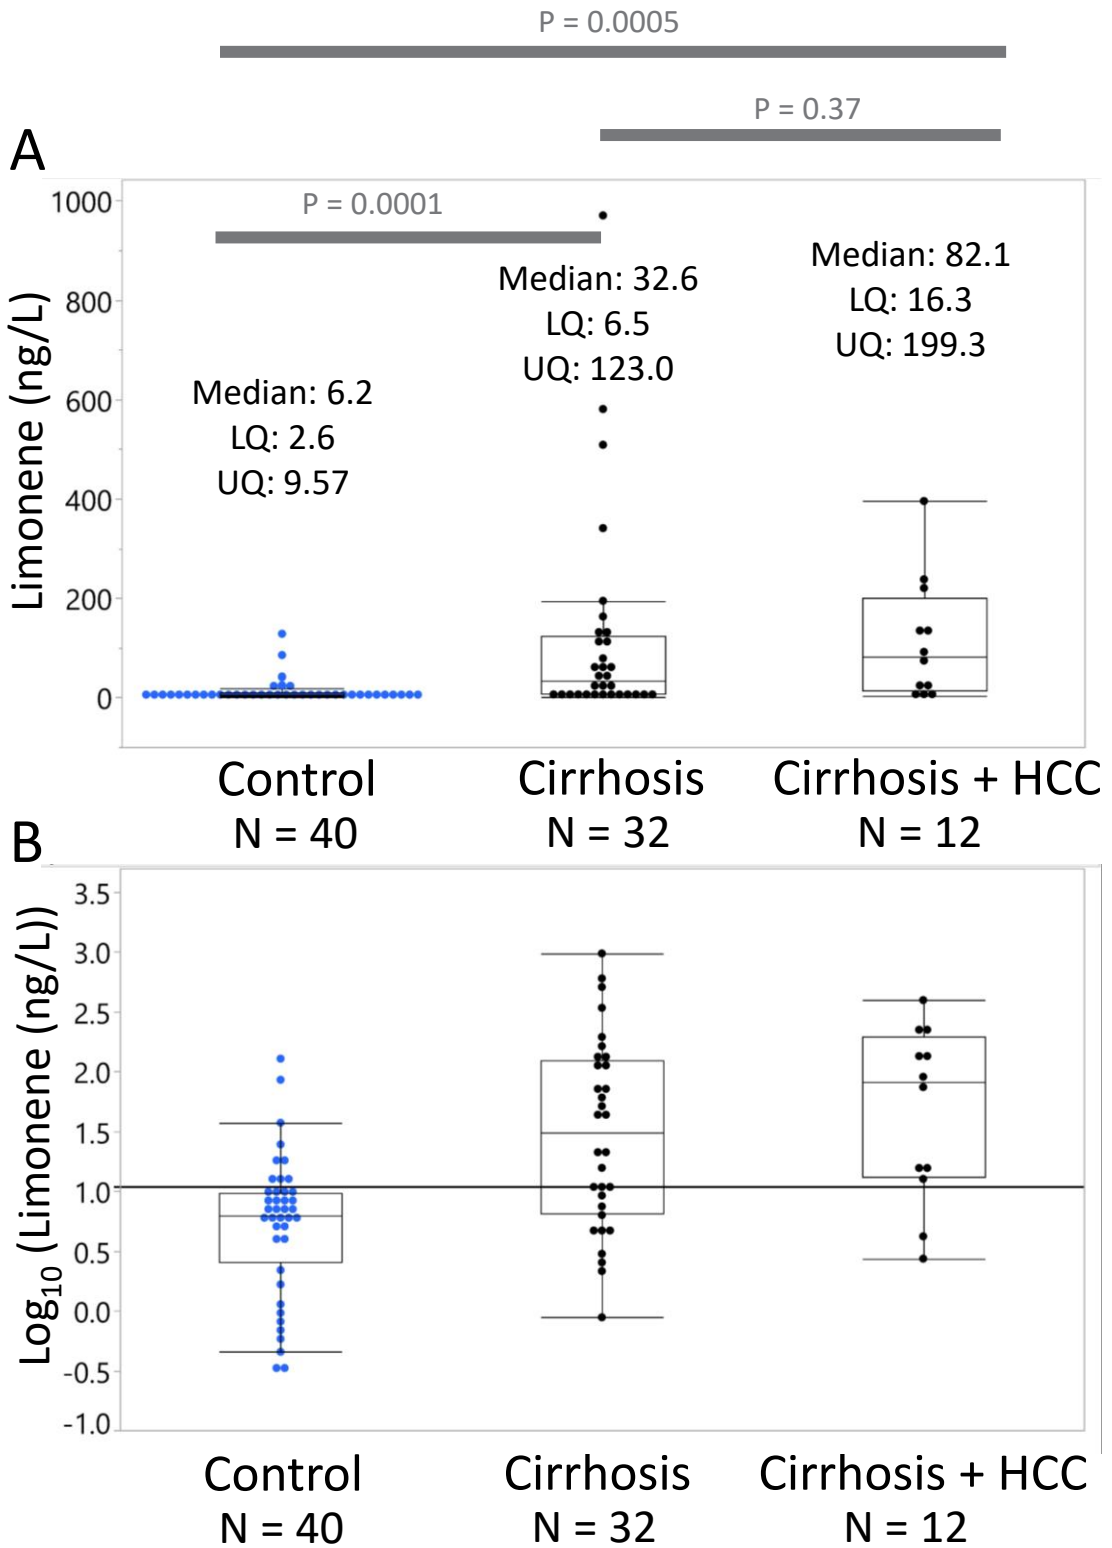 P = 0.0005
P = 0.37
A
P = 0.0001
Limonene (ng/L)
1000
800
600
400
200
0
Median: 6.2
LQ: 2.6
UQ: 9.57
Median: 32.6
LQ: 6.5
UQ: 123.0
Median: 82.1
LQ: 16.3
UQ: 199.3
Control
N = 40
Cirrhosis
N = 32
Cirrhosis + HCC
N = 12
B
Log10 (Limonene (ng/L))
3.5
3.0
2.5
2.0
1.5
1.0
0.5
0.0
-0.5
-1.0
Control
N = 40
Cirrhosis
N = 32
Cirrhosis + HCC
N = 12